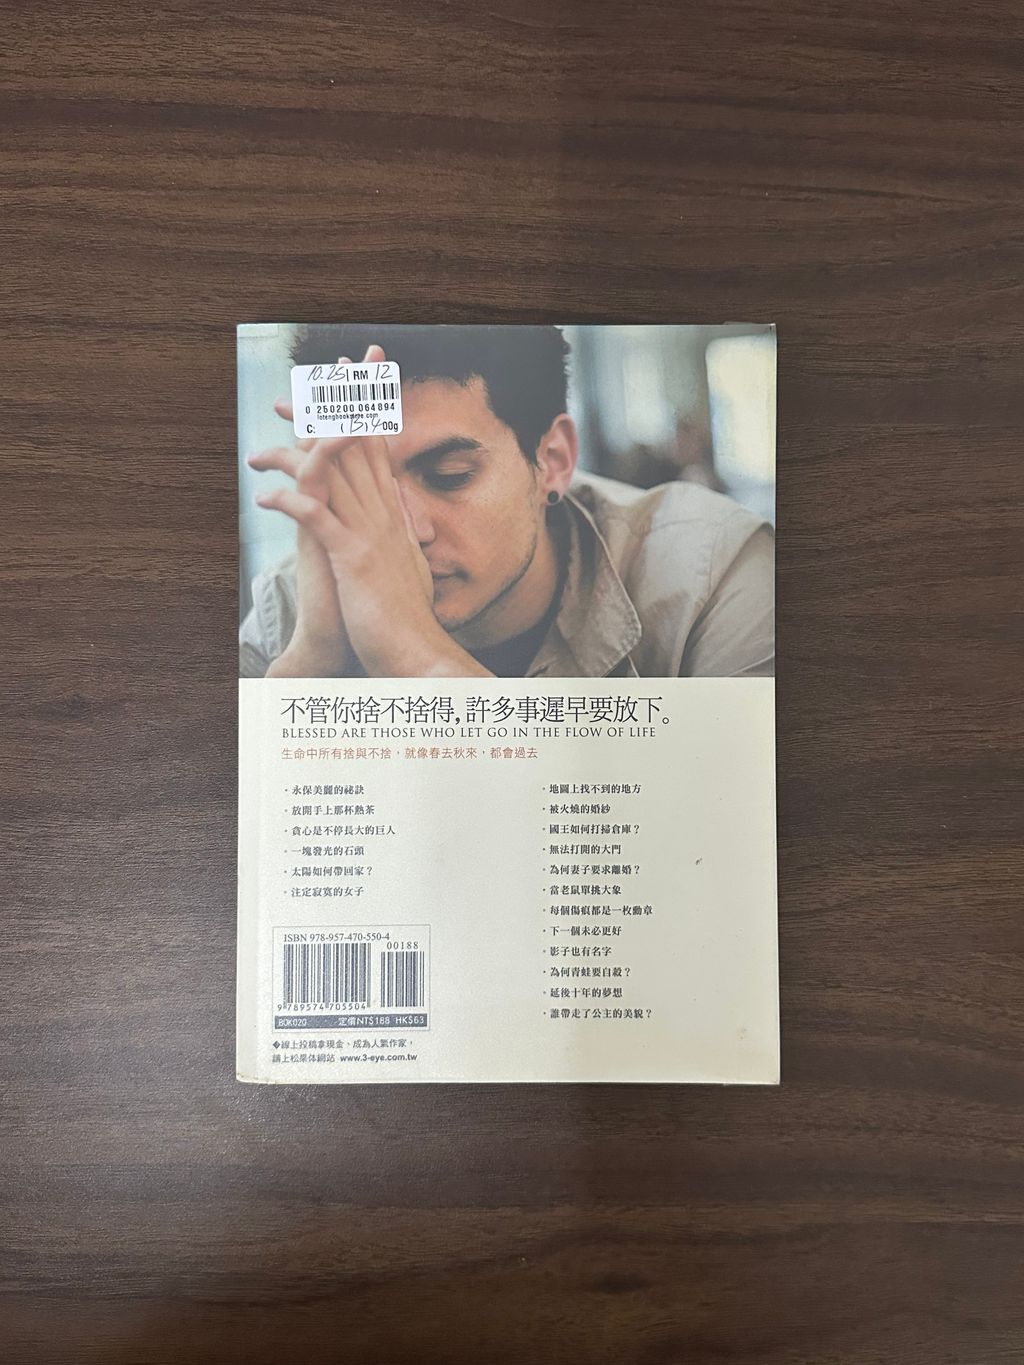 10.25 RM 12
0 250200 064894
C: 00g
不管你捨不捨得，許多事遲早要放下。
BLESSED ARE THOSE WHO LET GO IN THE FLOW OF LIFE
生命中所有捨與不捨，就像春去秋來，都會過去
・永保美麗的祕訣
・放開手上那杯熱茶
・貪心是不停長大的巨人
・一塊發光的石頭
・太陽如何帶回家？
・注定寂寞的女子
・地圖上找不到的地方
・被火燒的婚紗
・國王如何打掃倉庫？
・無法打開的大門
・為何妻子要求離婚？
・當老鼠單挑大象
・每個傷痕都是一枚勳章
・下一個未必更好
・影子也有名字
・為何青蛙要自殺？
・延後十年的夢想
・誰帶走了公主的美貌？
ISBN 978-957-470-550-4
00188
9 789574 705504
BOK020 定價NT$188 HK$63
◆線上投稿拿現金、成為人氣作家，
請上松果体網站 www.3-eye.com.tw